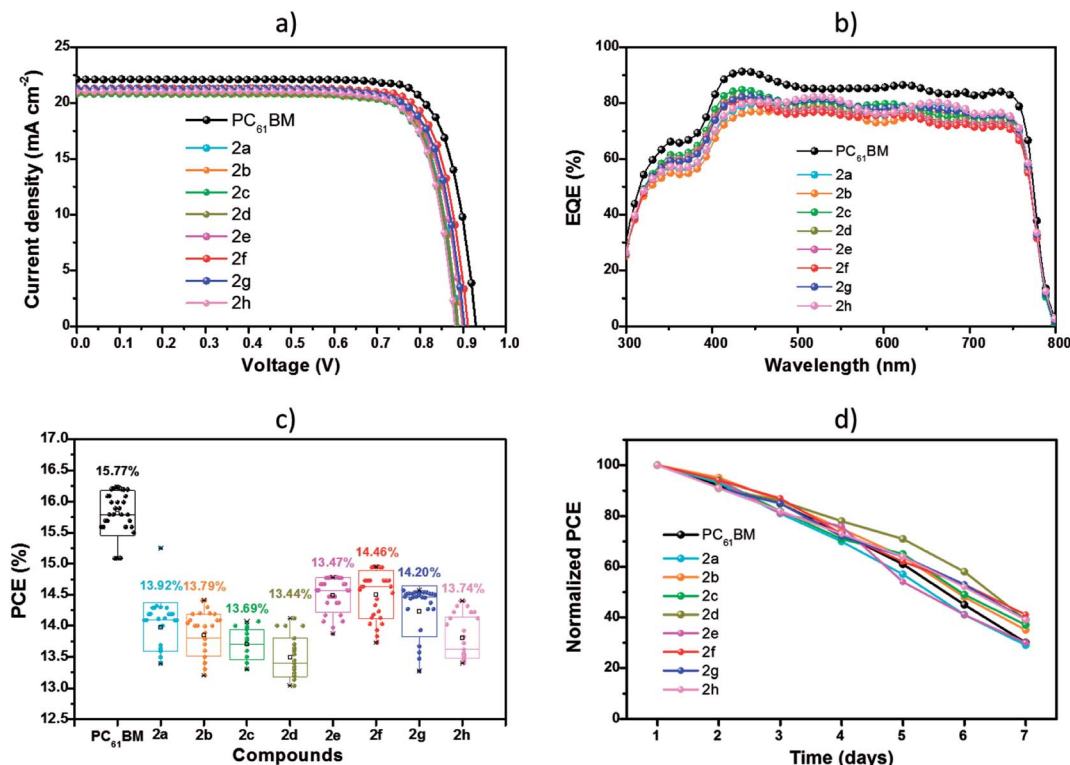 a)
25
20
15
10
5
0
0.0 0.1 0.2 0.3 0.4 0.5 0.6 0.7 0.8 0.9 1.0
Current density (mA cm⁻²)
Voltage (V)
PC₆₁BM
2a
2b
2c
2d
2e
2f
2g
2h
b)
100
80
60
40
20
0
300 400 500 600 700 800
EQE (%)
Wavelength (nm)
PC₆₁BM
2a
2b
2c
2d
2e
2f
2g
2h
c)
17.0
16.5
16.0
15.5
15.0
14.5
14.0
13.5
13.0
12.5
PCE (%)
15.77%
13.92%
13.79%
13.69%
13.44%
13.47%
14.46%
14.20%
13.74%
PC₆₁BM 2a 2b 2c 2d 2e 2f 2g 2h
Compounds
d)
100
80
60
40
20
0
1 2 3 4 5 6 7
Normalized PCE
Time (days)
PC₆₁BM
2a
2b
2c
2d
2e
2f
2g
2h